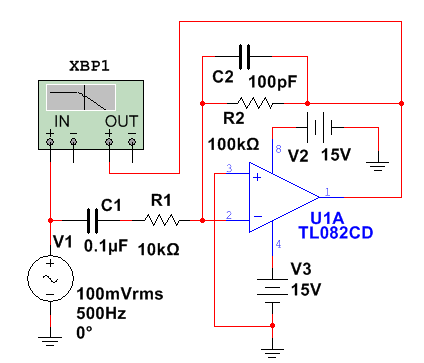 XBP1
IN OUT
+ − + −
C2 100pF
R2
100kΩ
V2 15V
8
3
+
1
2
−
U1A
TL082CD
4
C1
0.1µF
R1
10kΩ
V1
+
−
100mVrms
500Hz
0°
V3
15V